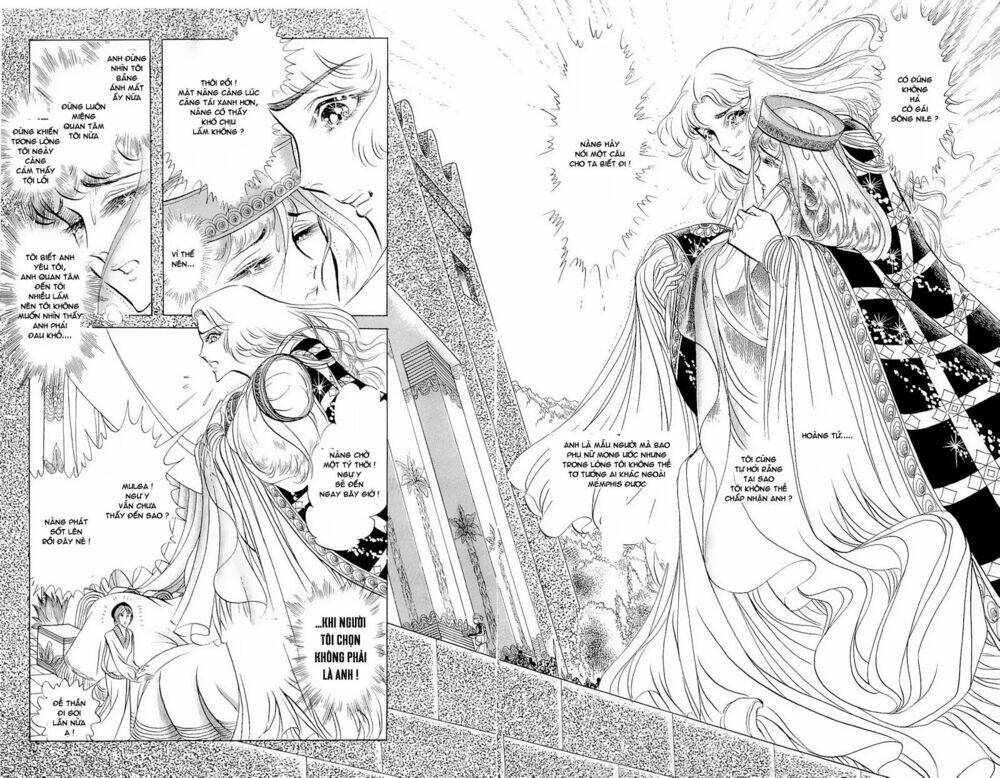 CÓ ĐÚNG
KHÔNG
HẢ
CÔ GÁI
SÔNG NILE ?
NÀNG HÃY
NÓI MỘT CÂU
CHO TA BIẾT ĐI !
HOÀNG TỬ.....
TÔI CŨNG
TỰ HỎI RẰNG
TẠI SAO
TÔI KHÔNG THỂ
CHẤP NHẬN ANH ?
ANH LÀ MẪU NGƯỜI MÀ BAO
PHỤ NỮ MONG ƯỚC NHƯNG
TRONG LÒNG TÔI KHÔNG THỂ
TƠ TƯỞNG AI KHÁC NGOÀI
MEMPHIS ĐƯỢC
THÔI RỒI !
MẶT NÀNG CÀNG LÚC
CÀNG TÁI XANH HƠN,
NÀNG CÓ THẤY
KHÓ CHỊU
LẮM KHÔNG ?
VÌ THẾ
NÊN...
ANH ĐỪNG
NHÌN TÔI
BẰNG
ÁNH MẮT
ẤY NỮA
ĐỪNG LUÔN
MIỆNG
QUAN TÂM
TÔI NỮA
ĐỪNG KHIẾN
TRONG LÒNG
TÔI NGÀY
CÀNG
CẢM THẤY
TỘI LỖI
TÔI BIẾT ANH
YÊU TÔI,
ANH QUAN TÂM
ĐẾN TÔI
NHIỀU LẮM
NÊN TÔI KHÔNG
MUỐN NHÌN THẤY
ANH PHẢI
ĐAU KHỔ....
NÀNG CHỜ
MỘT TÝ THÔI !
NGỰ Y
SẼ ĐẾN
NGAY BÂY GIỜ !
MULGA !
NGỰ Y
VẪN CHƯA
THẤY ĐẾN SAO ?
NÀNG PHÁT
SỐT LÊN
RỒI ĐÂY NÈ !
...KHI NGƯỜI
TÔI CHỌN
KHÔNG PHẢI
LÀ ANH !
ĐỂ THẦN
ĐI GỌI
LẦN NỮA
Ạ !